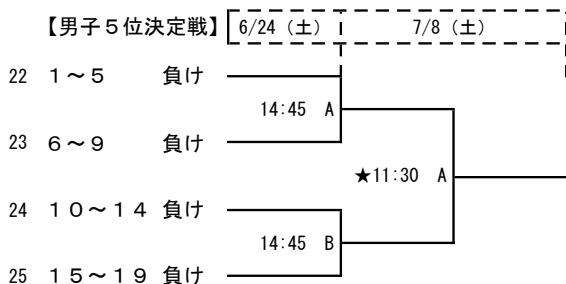 【男子５位決定戦】 6/24（土） 7/8（土）
22 １～５ 負け
14:45 A
23 ６～９ 負け
★11:30 A
24 １０～１４ 負け
14:45 B
25 １５～１９ 負け